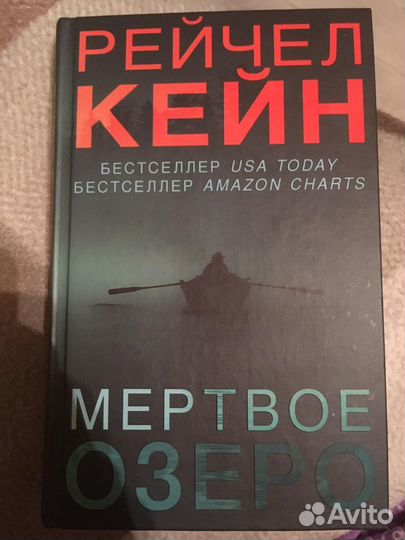 РЕЙЧЕЛ
КЕЙН
БЕСТСЕЛЛЕР USA TODAY
БЕСТСЕЛЛЕР AMAZON CHARTS
МЕРТВОЕ
ОЗЕРО
Avito